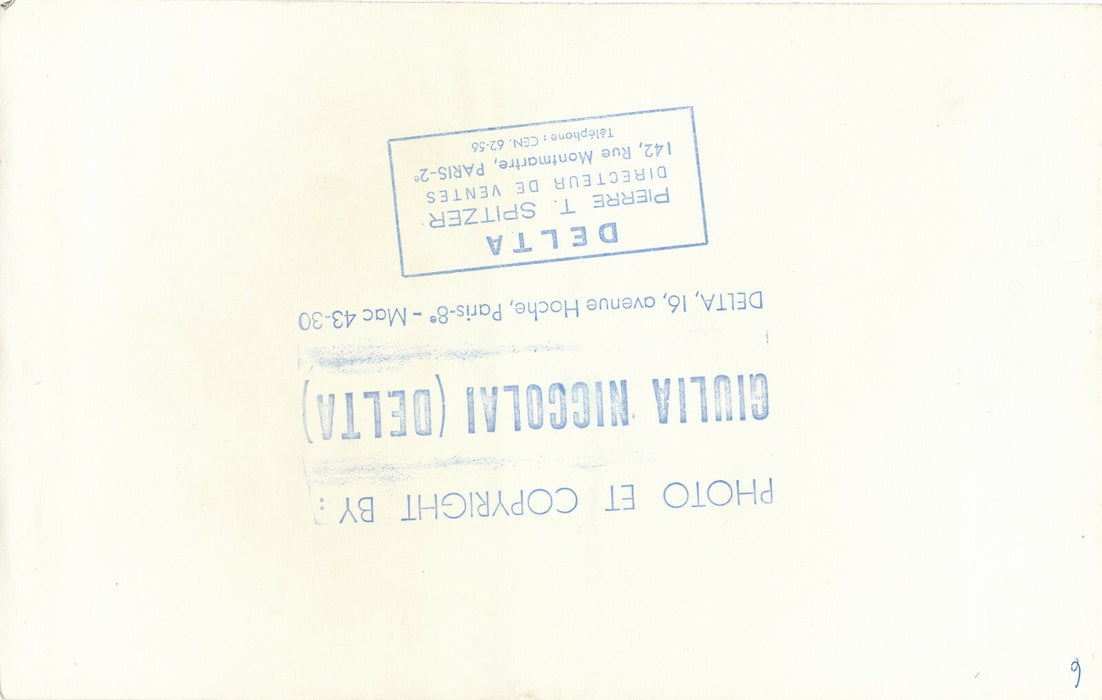 PHOTO ET COPYRIGHT BY :
GIULIA NICCOLAI (DELTA)
DELTA, 16, avenue Hoche, Paris-8e - Mac 43-30
DELTA
PIERRE T. SPITZER
DIRECTEUR DE VENTES
142, Rue Montmartre, PARIS-2e
Téléphone : CEN. 62-56